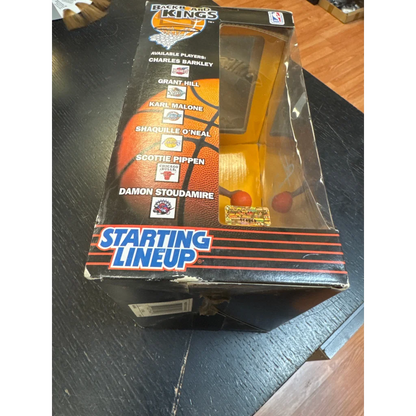 BACKBOARD
KINGS
AVAILABLE PLAYERS:
CHARLES BARKLEY
GRANT HILL
KARL MALONE
SHAQUILLE O'NEAL
SCOTTIE PIPPEN
DAMON STOUDAMIRE
STARTING
LINEUP